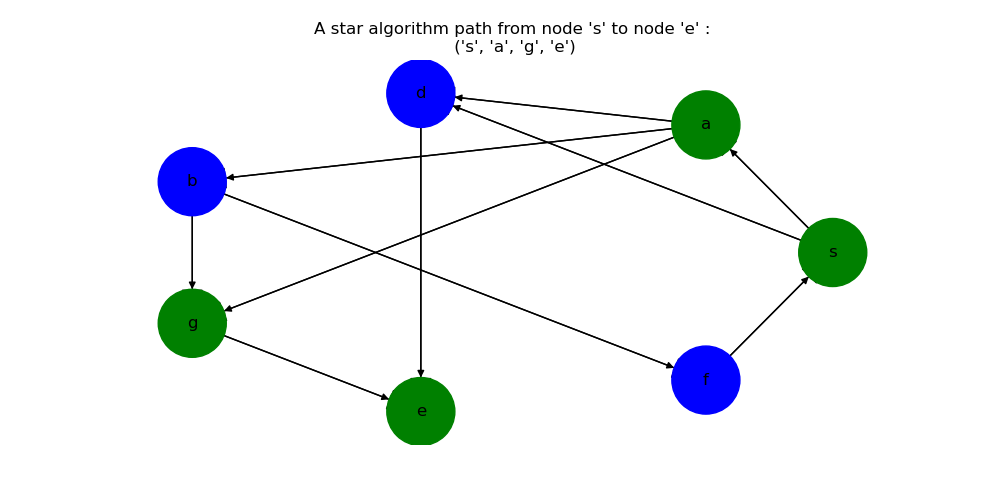 A star algorithm path from node 's' to node 'e' :
('s', 'a', 'g', 'e')
d
a
b
s
g
f
e